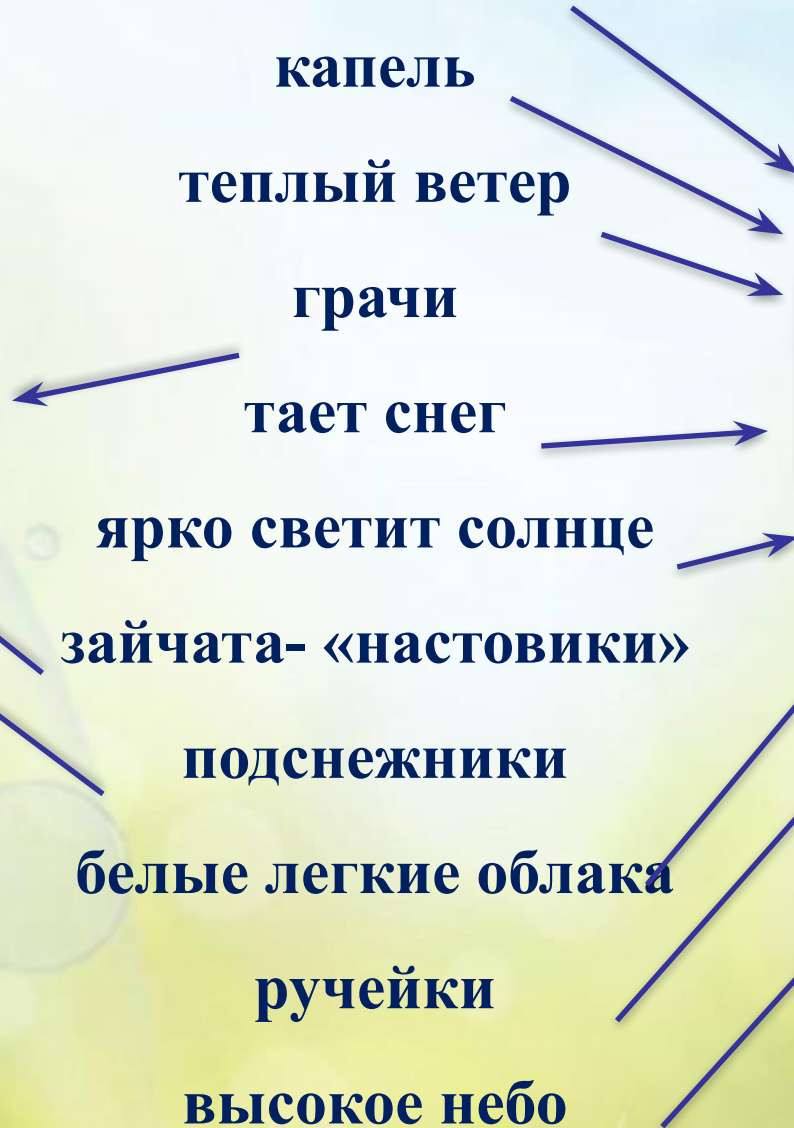 капель
теплый ветер
грачи
тает снег
ярко светит солнце
зайчата- «настовики»
подснежники
белые легкие облака
ручейки
высокое небо